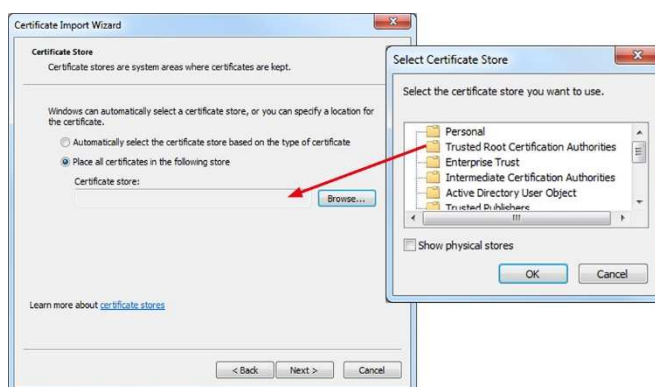 Certificate Import Wizard
Certificate Store
Certificate stores are system areas where certificates are kept.
Windows can automatically select a certificate store, or you can specify a location for
the certificate.
Automatically select the certificate store based on the type of certificate
Place all certificates in the following store
Certificate store:
Browse...
Learn more about certificate stores
< Back
Next >
Cancel
Select Certificate Store
Select the certificate store you want to use.
Personal
Trusted Root Certification Authorities
Enterprise Trust
Intermediate Certification Authorities
Active Directory User Object
Trusted Publishers
Show physical stores
OK
Cancel